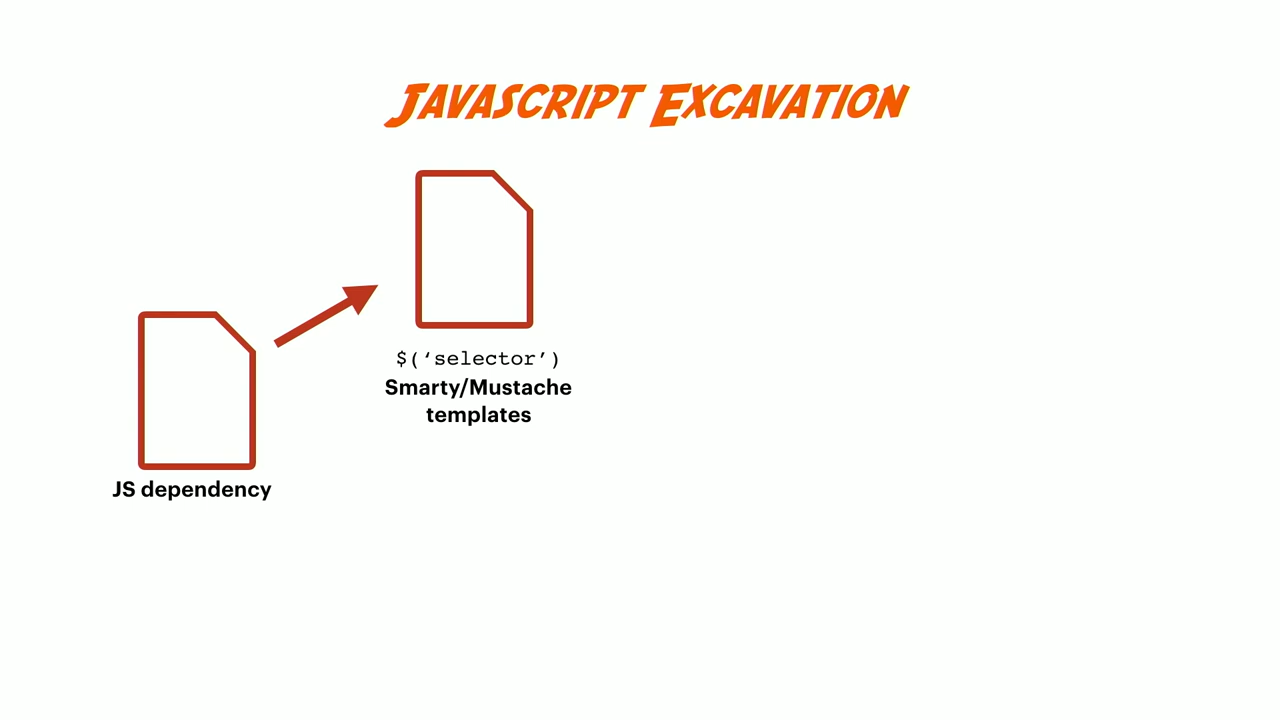 Javascript Excavation
$(‘selector’)
Smarty/Mustache
templates
JS dependency